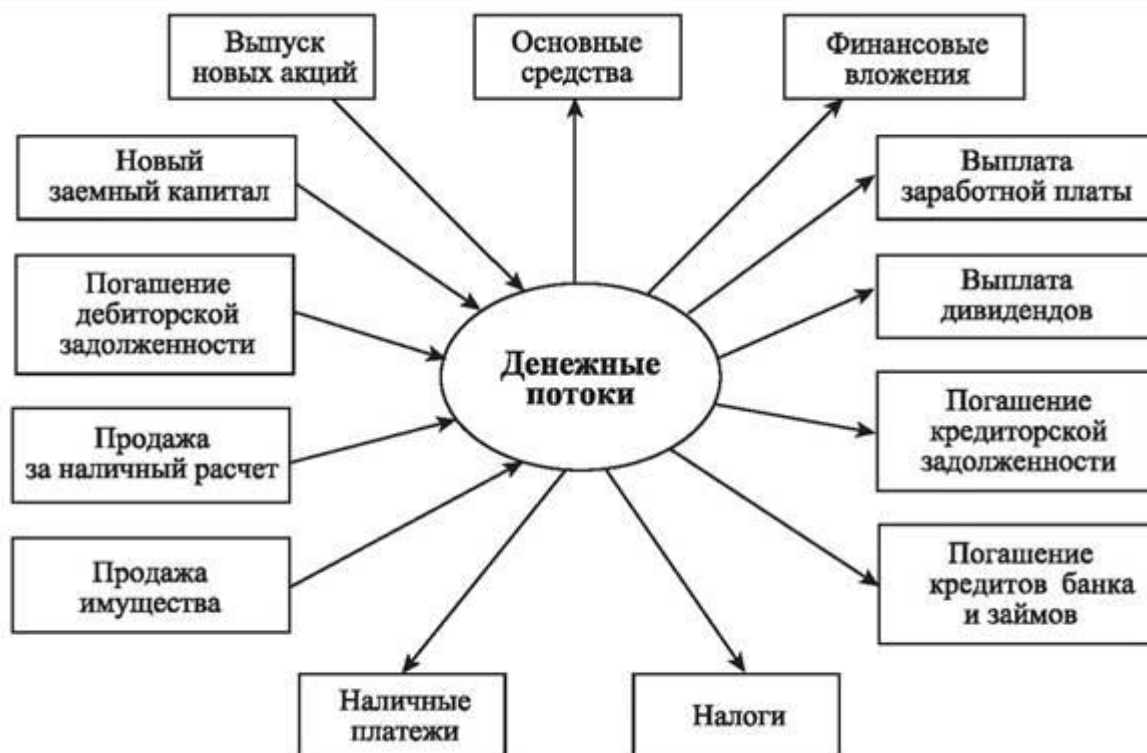 Выпуск
новых акций
Основные
средства
Финансовые
вложения
Новый
заемный капитал
Выплата
заработной платы
Погашение
дебиторской
задолженности
Выплата
дивидендов
Денежные
потоки
Продажа
за наличный расчет
Погашение
кредиторской
задолженности
Продажа
имущества
Погашение
кредитов банка
и займов
Наличные
платежи
Налоги